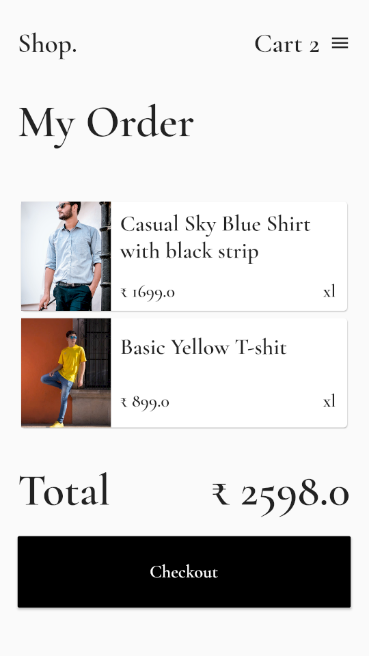 Shop.
Cart 2
My Order
Casual Sky Blue Shirt
with black strip
₹ 1699.0
xl
Basic Yellow T-shit
₹ 899.0
xl
Total
₹ 2598.0
Checkout